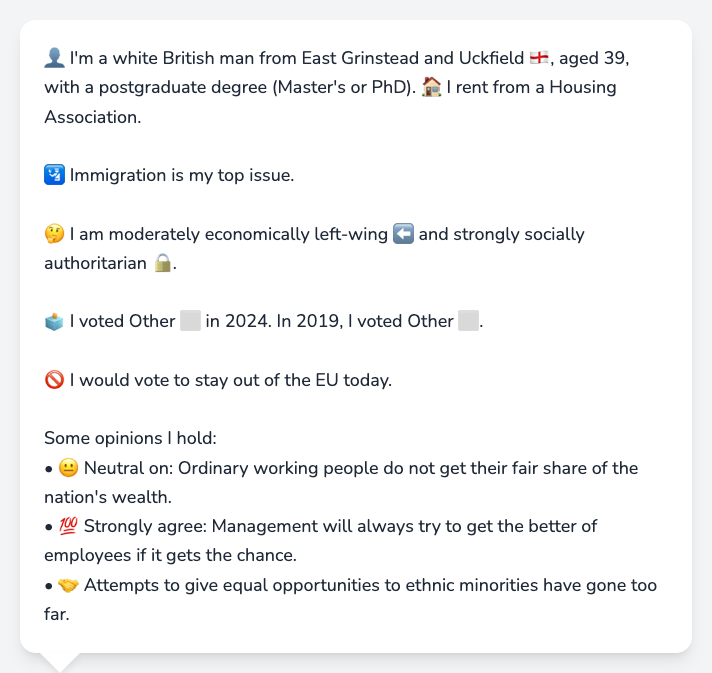 👤 I'm a white British man from East Grinstead and Uckfield 🏴󠁧󠁢󠁥󠁮󠁧󠁿, aged 39,
with a postgraduate degree (Master's or PhD). 🏠 I rent from a Housing
Association.
🛂 Immigration is my top issue.
🤔 I am moderately economically left-wing ⬅️ and strongly socially
authoritarian 🔒.
🗳️ I voted Other ⬜ in 2024. In 2019, I voted Other ⬜.
🚫 I would vote to stay out of the EU today.
Some opinions I hold:
• 😐 Neutral on: Ordinary working people do not get their fair share of the
nation's wealth.
• 💯 Strongly agree: Management will always try to get the better of
employees if it gets the chance.
• 🤝 Attempts to give equal opportunities to ethnic minorities have gone too
far.